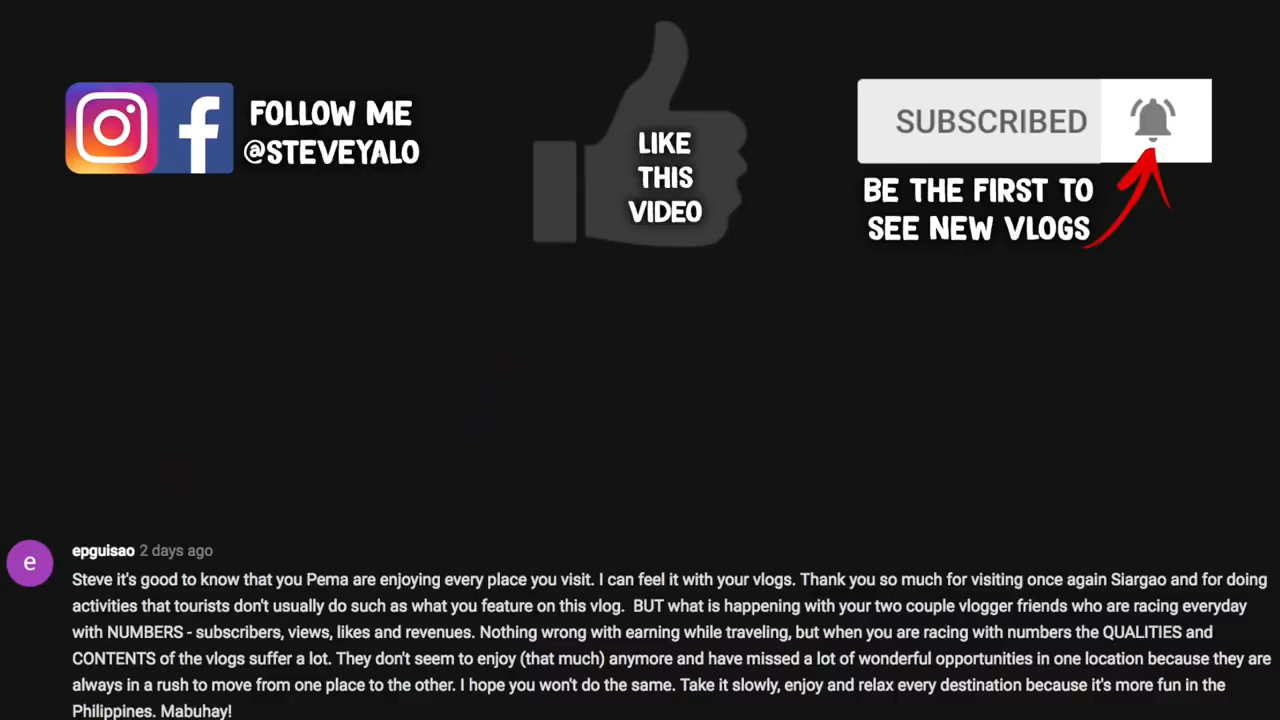 FOLLOW ME
@STEVEYALO
LIKE
THIS
VIDEO
SUBSCRIBED
BE THE FIRST TO
SEE NEW VLOGS
e
epguisao 2 days ago
Steve it's good to know that you Pema are enjoying every place you visit. I can feel it with your vlogs. Thank you so much for visiting once again Siargao and for doing
activities that tourists don't usually do such as what you feature on this vlog. BUT what is happening with your two couple vlogger friends who are racing everyday
with NUMBERS - subscribers, views, likes and revenues. Nothing wrong with earning while traveling, but when you are racing with numbers the QUALITIES and
CONTENTS of the vlogs suffer a lot. They don't seem to enjoy (that much) anymore and have missed a lot of wonderful opportunities in one location because they are
always in a rush to move from one place to the other. I hope you won't do the same. Take it slowly, enjoy and relax every destination because it's more fun in the
Philippines. Mabuhay!